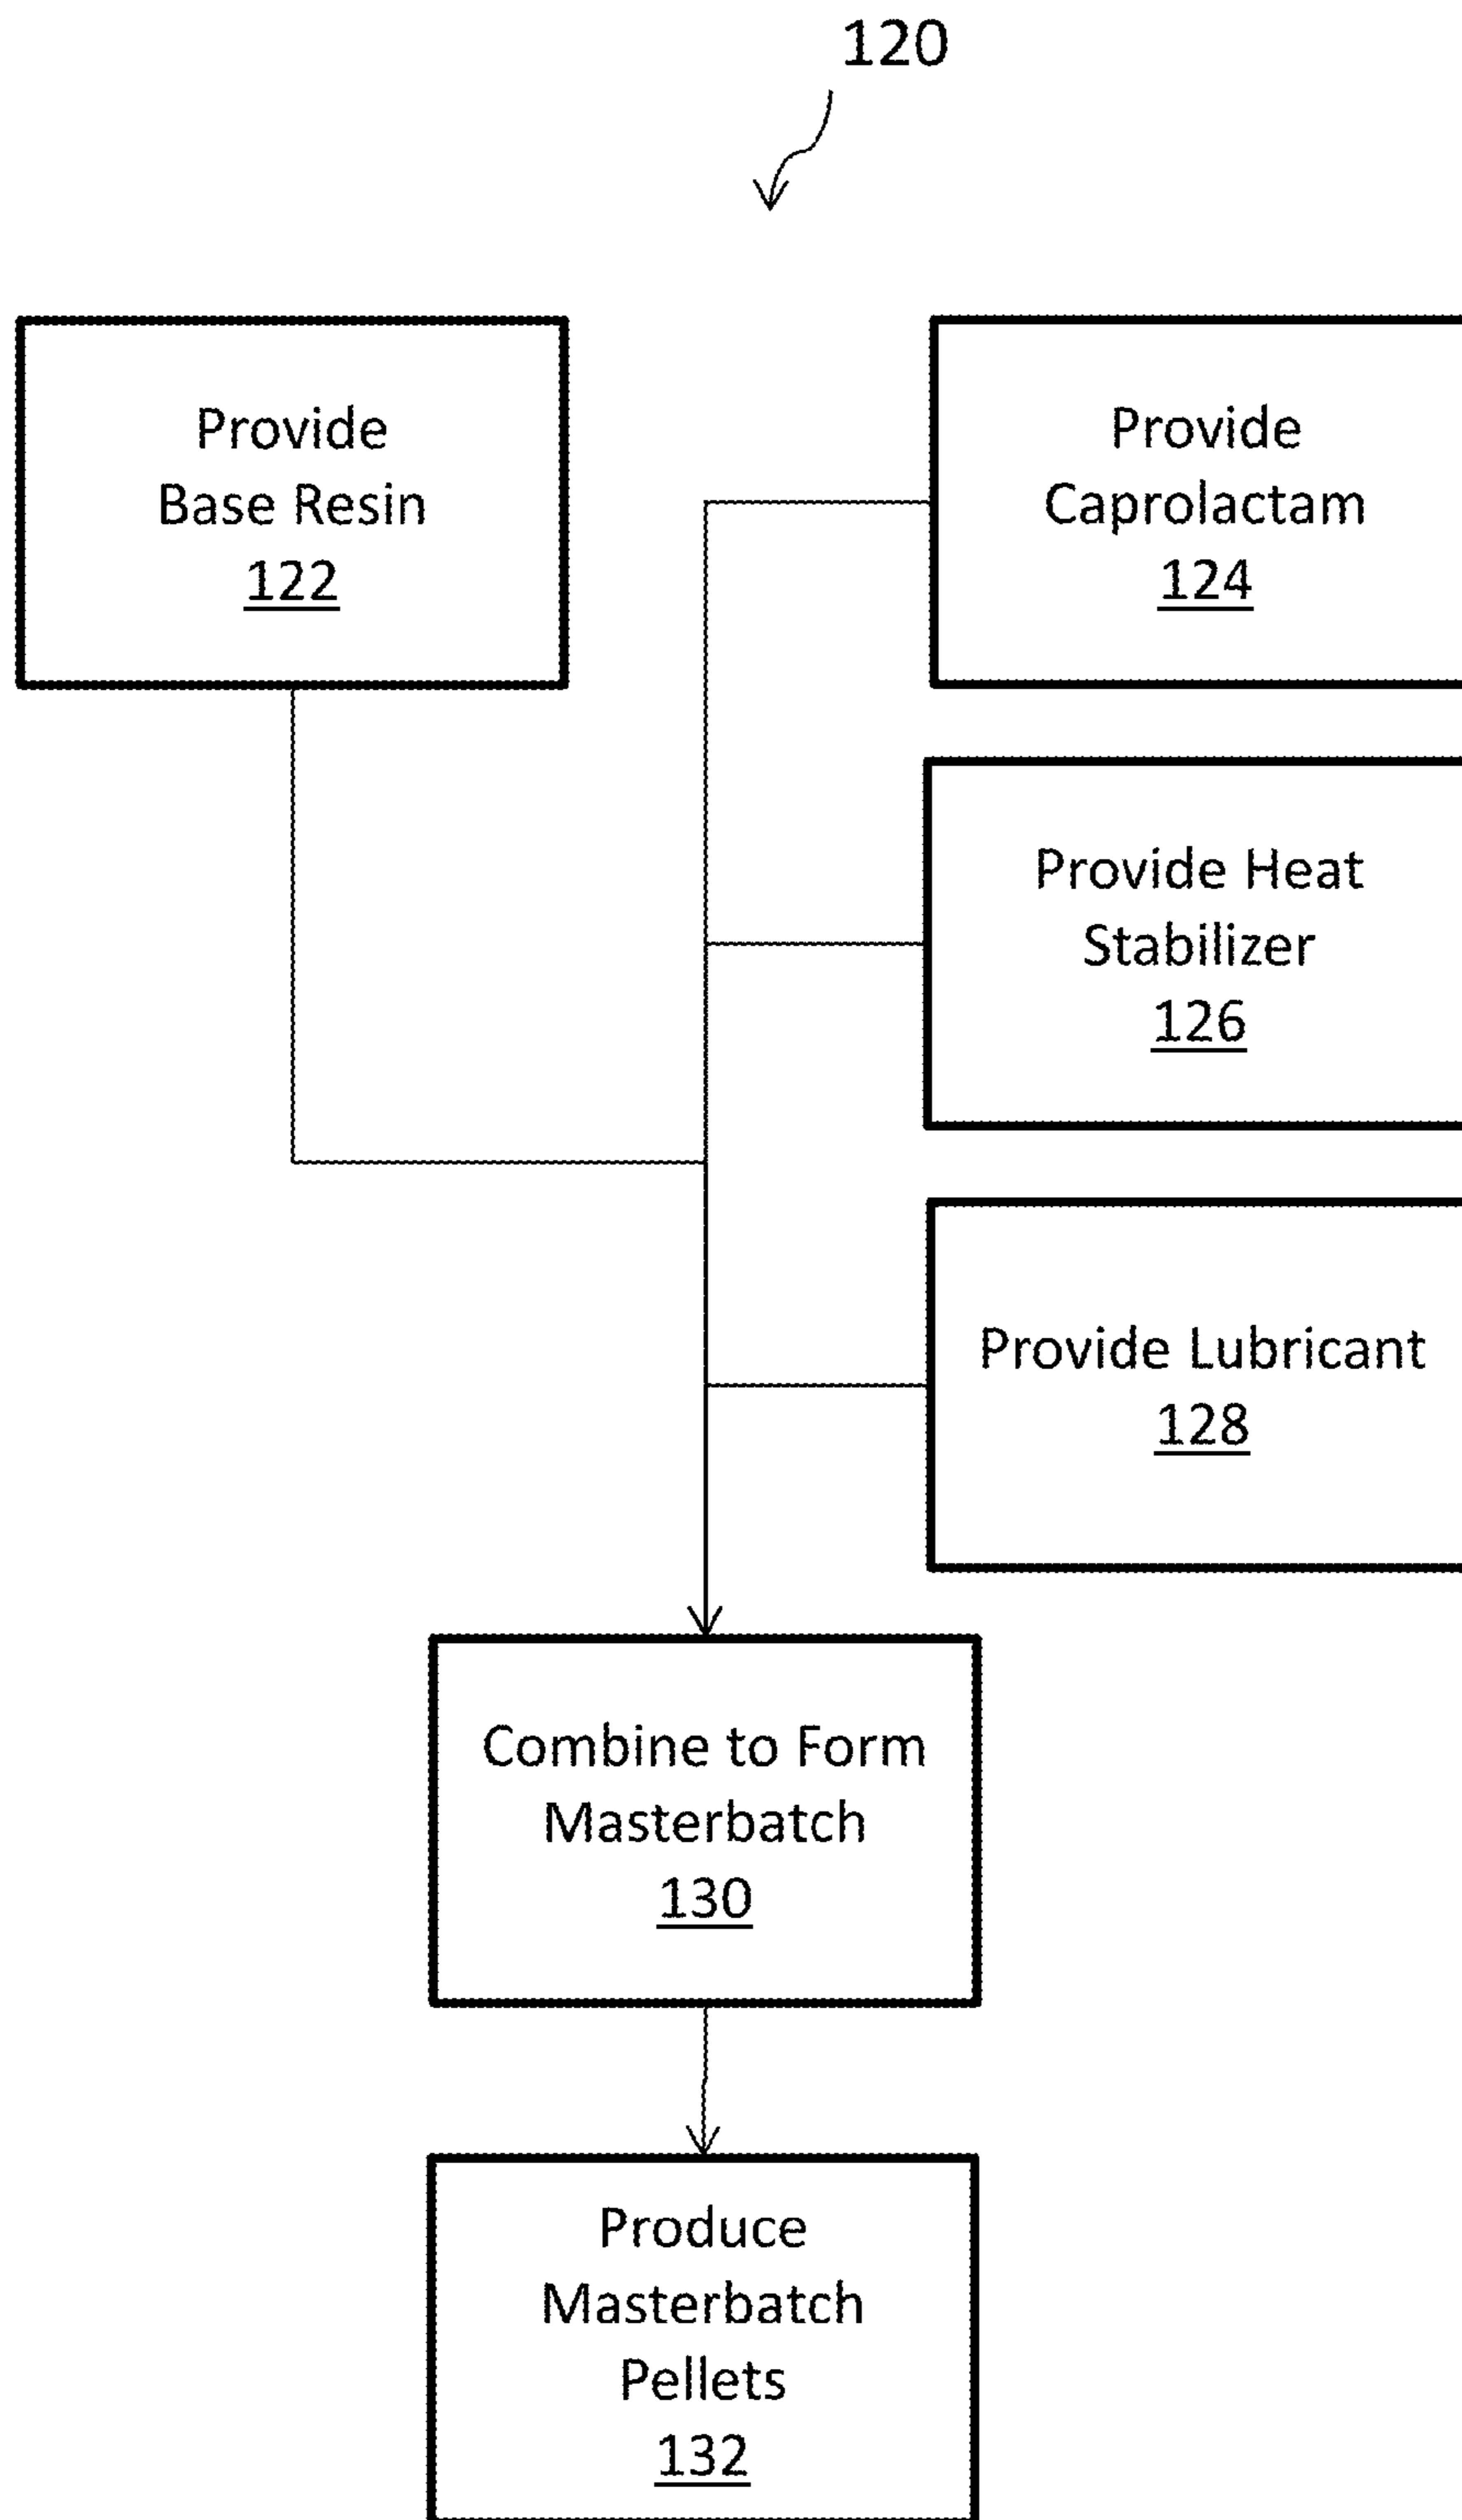 120
Provide
Base Resin
122
Provide
Caprolactam
124
Provide Heat
Stabilizer
126
Provide Lubricant
128
Combine to Form
Masterbatch
130
Produce
Masterbatch
Pellets
132